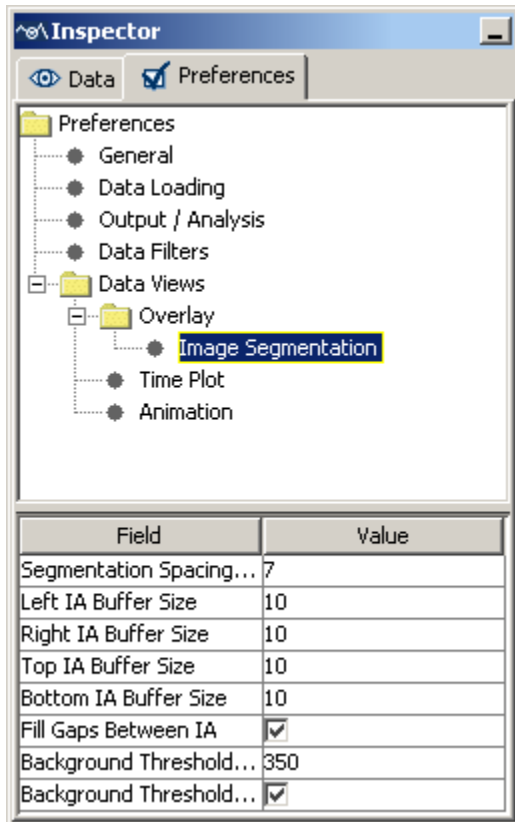 Inspector
Data Preferences
Preferences
General
Data Loading
Output / Analysis
Data Filters
Data Views
Overlay
Image Segmentation
Time Plot
Animation
Field Value
Segmentation Spacing... 7
Left IA Buffer Size 10
Right IA Buffer Size 10
Top IA Buffer Size 10
Bottom IA Buffer Size 10
Fill Gaps Between IA
Background Threshold... 350
Background Threshold...